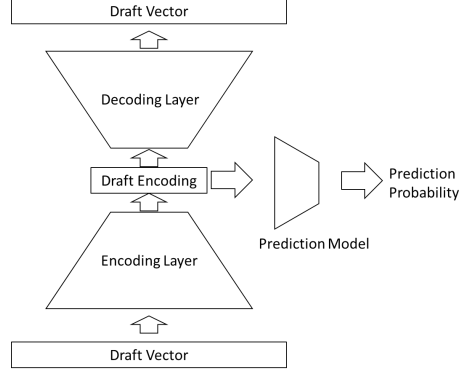 Draft Vector
Decoding Layer
Draft Encoding
Prediction
Probability
Prediction Model
Encoding Layer
Draft Vector